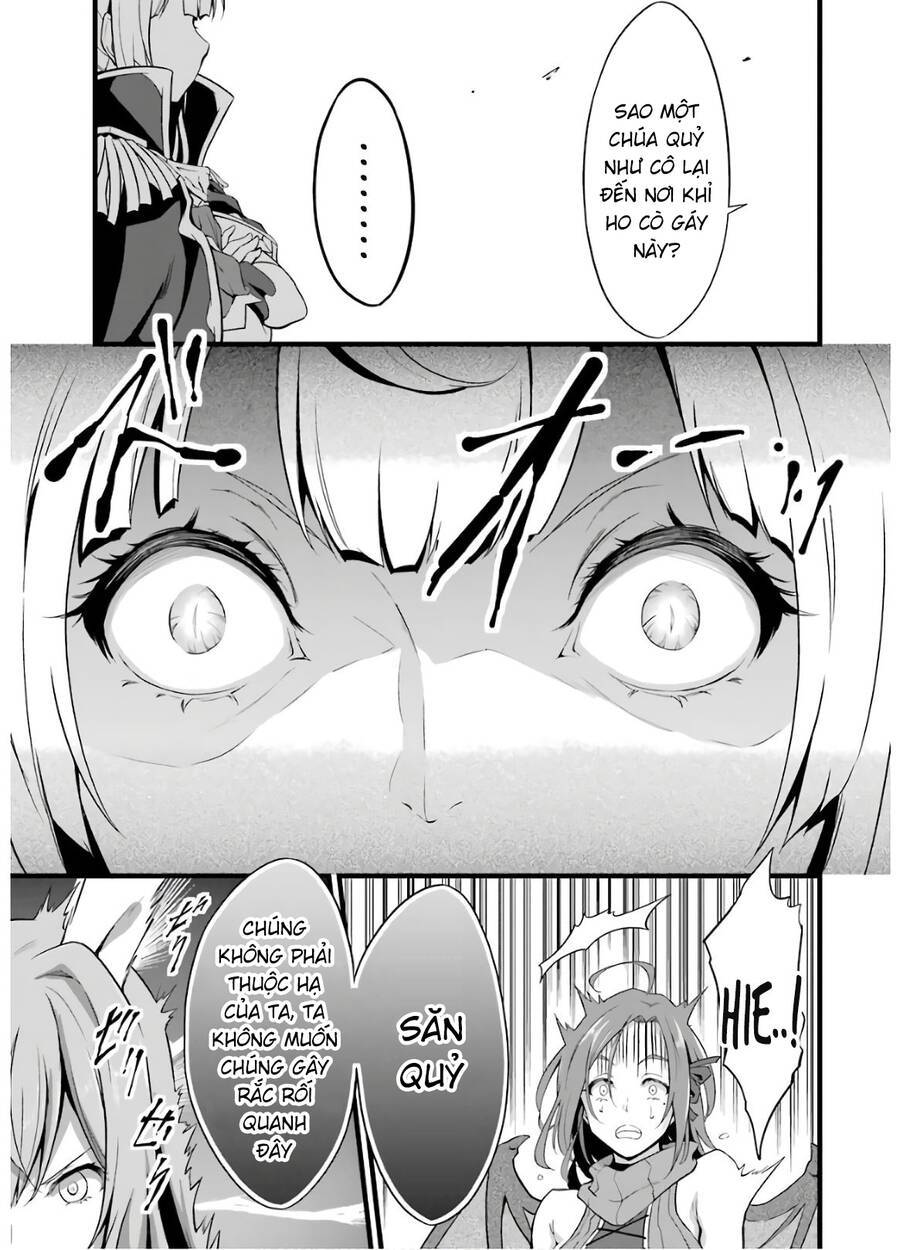 SAO MỘT
CHÚA QUỶ
NHƯ CÔ LẠI
ĐẾN NƠI KHỈ
HO CÒ GÁY
NÀY?
........
HIE..!
SĂN
QUỶ
CHÚNG
KHÔNG PHẢI
THUỘC HẠ
CỦA TA, TA
KHÔNG MUỐN
CHÚNG GÂY
RẮC RỐI
QUANH
ĐÂY